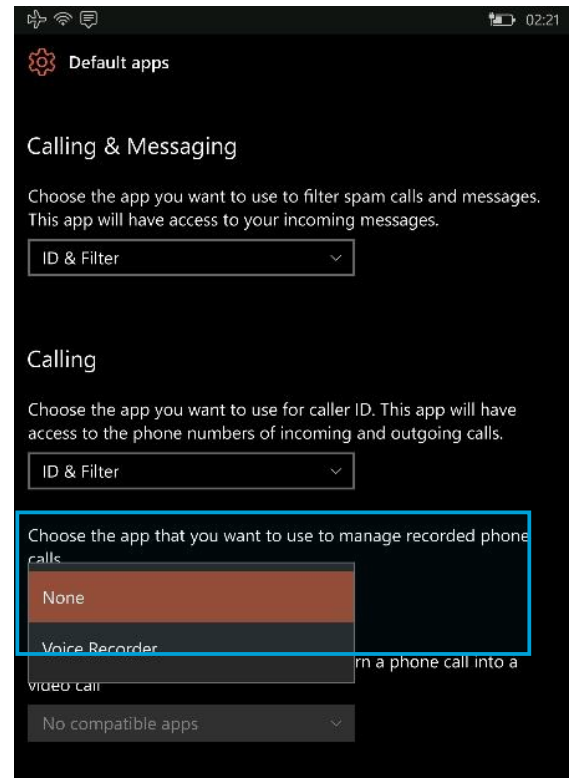 02:21
Default apps
Calling & Messaging
Choose the app you want to use to filter spam calls and messages.
This app will have access to your incoming messages.
ID & Filter
Calling
Choose the app you want to use for caller ID. This app will have
access to the phone numbers of incoming and outgoing calls.
ID & Filter
Choose the app that you want to use to manage recorded phone
calls
None
Voice Recorder
rn a phone call into a
video call
No compatible apps